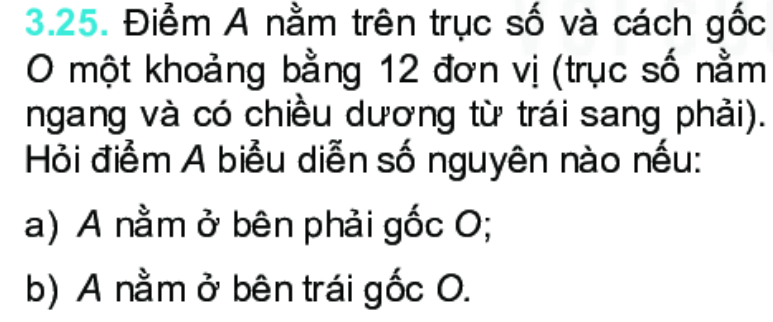 3.25. Điểm A nằm trên trục số và cách gốc
O một khoảng bằng 12 đơn vị (trục số nằm
ngang và có chiều dương từ trái sang phải).
Hỏi điểm A biểu diễn số nguyên nào nếu:
a) A nằm ở bên phải gốc O;
b) A nằm ở bên trái gốc O.